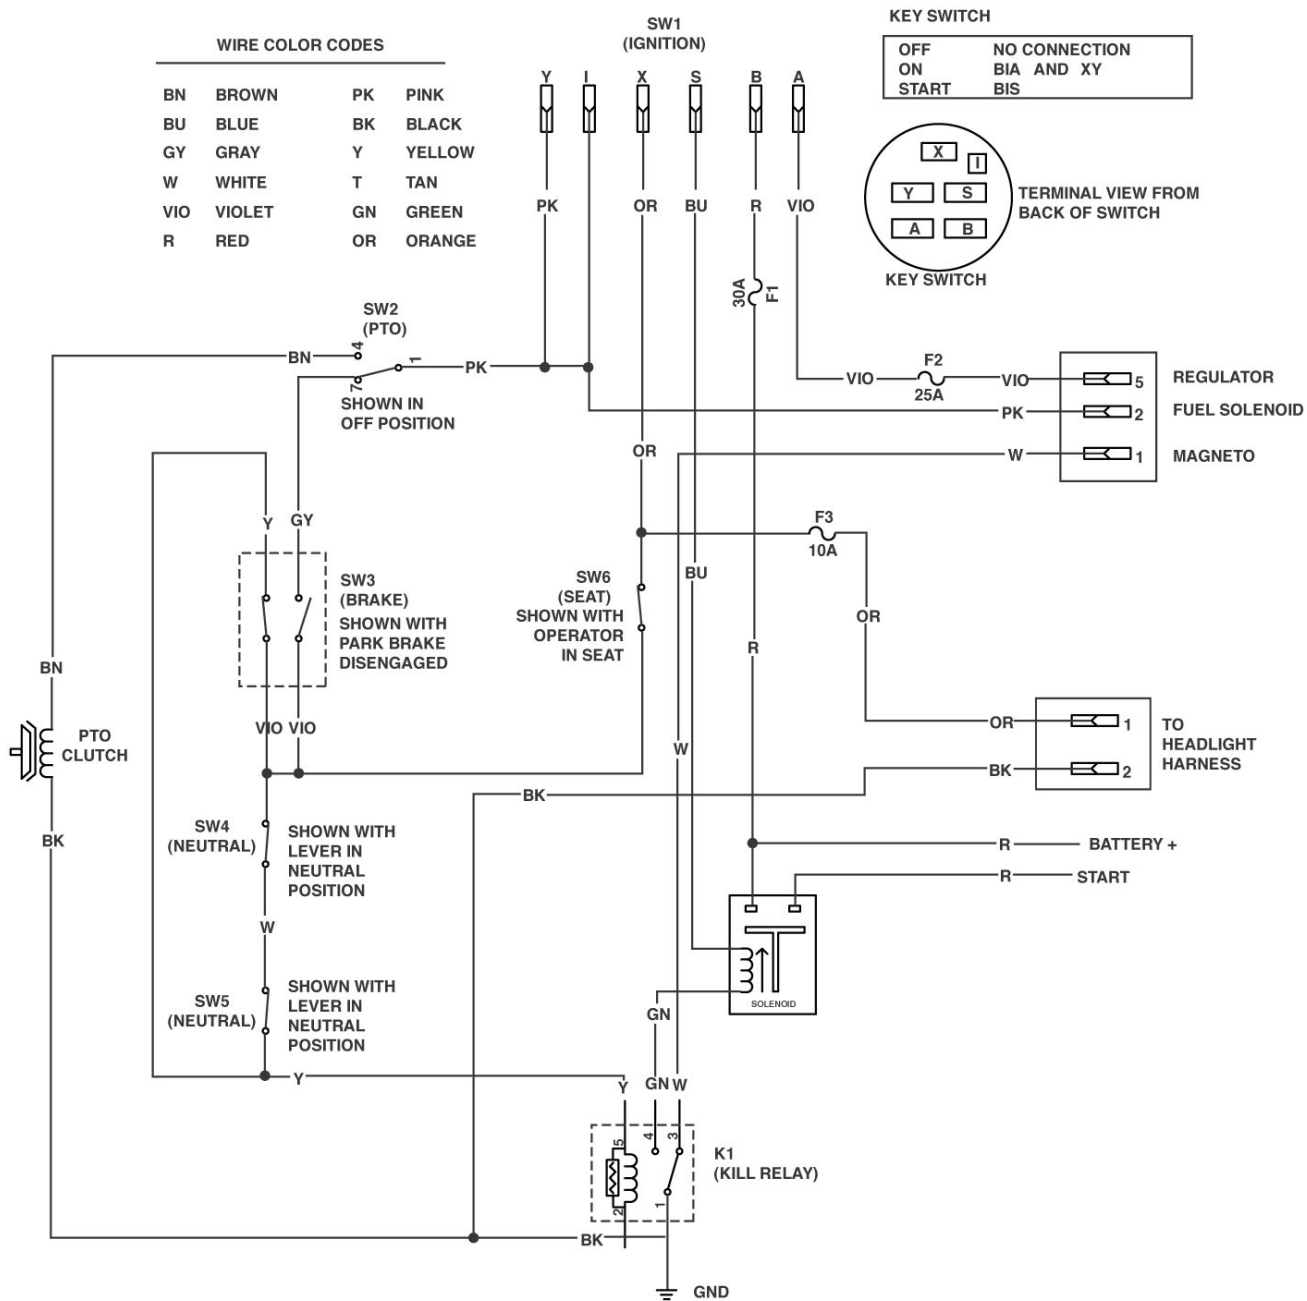 WIRE COLOR CODES
BN BROWN PK PINK
BU BLUE BK BLACK
GY GRAY Y YELLOW
W WHITE T TAN
VIO VIOLET GN GREEN
R RED OR ORANGE
SW1
(IGNITION)
Y I X S B A
PK OR BU R VIO
KEY SWITCH
OFF NO CONNECTION
ON BIA AND XY
START BIS
X
I
Y S
A B
TERMINAL VIEW FROM
BACK OF SWITCH
KEY SWITCH
30A
F1
SW2
(PTO)
BN
4
1
7
PK
SHOWN IN
OFF POSITION
VIO
F2
25A
VIO
5
REGULATOR
PK
2
FUEL SOLENOID
W
1
MAGNETO
OR
Y GY
SW3
(BRAKE)
SHOWN WITH
PARK BRAKE
DISENGAGED
SW6
(SEAT)
SHOWN WITH
OPERATOR
IN SEAT
BU
F3
10A
OR
R
BN
PTO
CLUTCH
VIO VIO
W
OR
1
BK
2
TO
HEADLIGHT
HARNESS
BK
BK
SW4
(NEUTRAL)
SHOWN WITH
LEVER IN
NEUTRAL
POSITION
R BATTERY +
R START
W
SW5
(NEUTRAL)
SHOWN WITH
LEVER IN
NEUTRAL
POSITION
SOLENOID
GN
Y
Y
GN W
5
4
3
2
1
K1
(KILL RELAY)
BK
GND